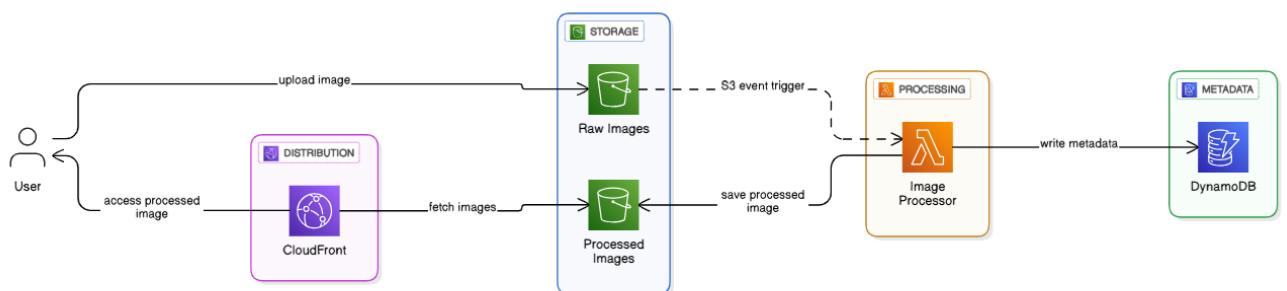 STORAGE
upload image
S3 event trigger
PROCESSING
METADATA
Raw Images
User
DISTRIBUTION
write metadata
Image
Processor
DynamoDB
access processed
image
fetch images
save processed
image
CloudFront
Processed
Images